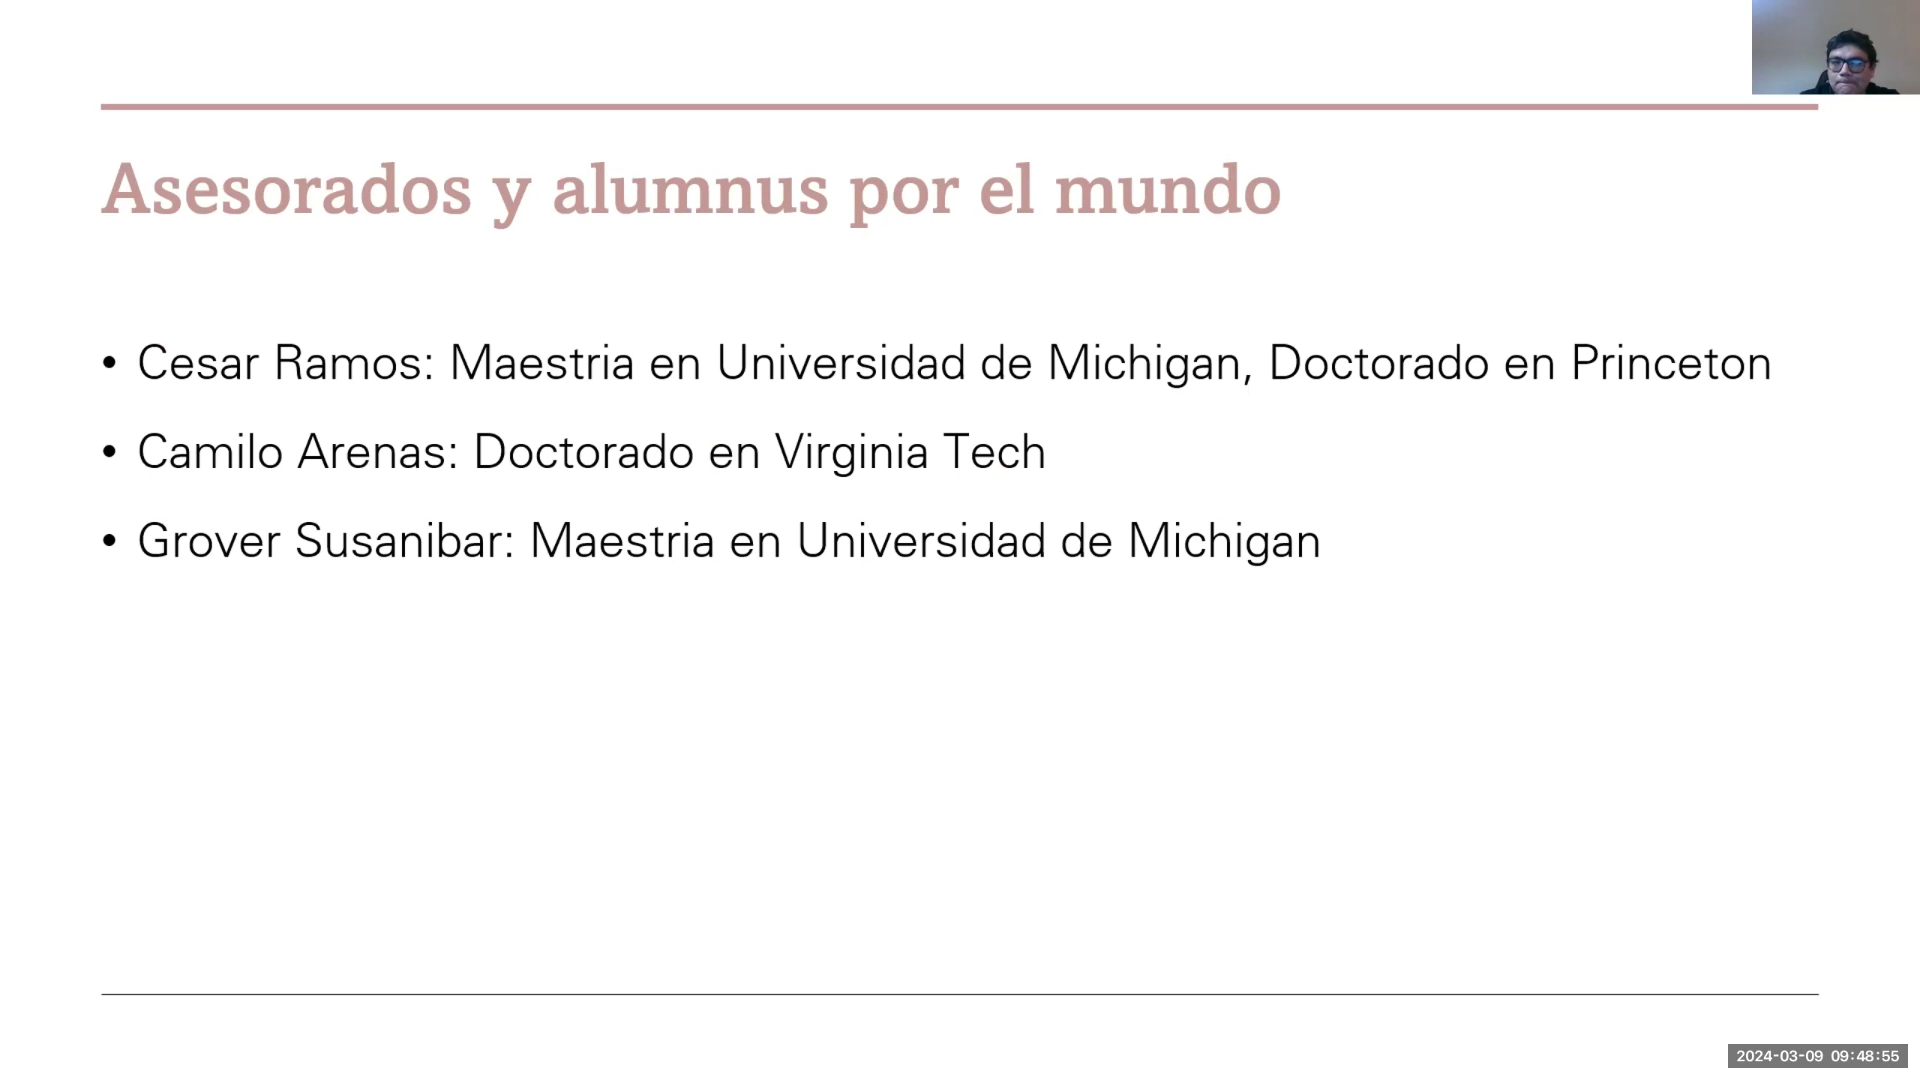 Asesorados y alumnus por el mundo
• Cesar Ramos: Maestria en Universidad de Michigan, Doctorado en Princeton
• Camilo Arenas: Doctorado en Virginia Tech
• Grover Susanibar: Maestria en Universidad de Michigan
2024-03-09 09:48:55